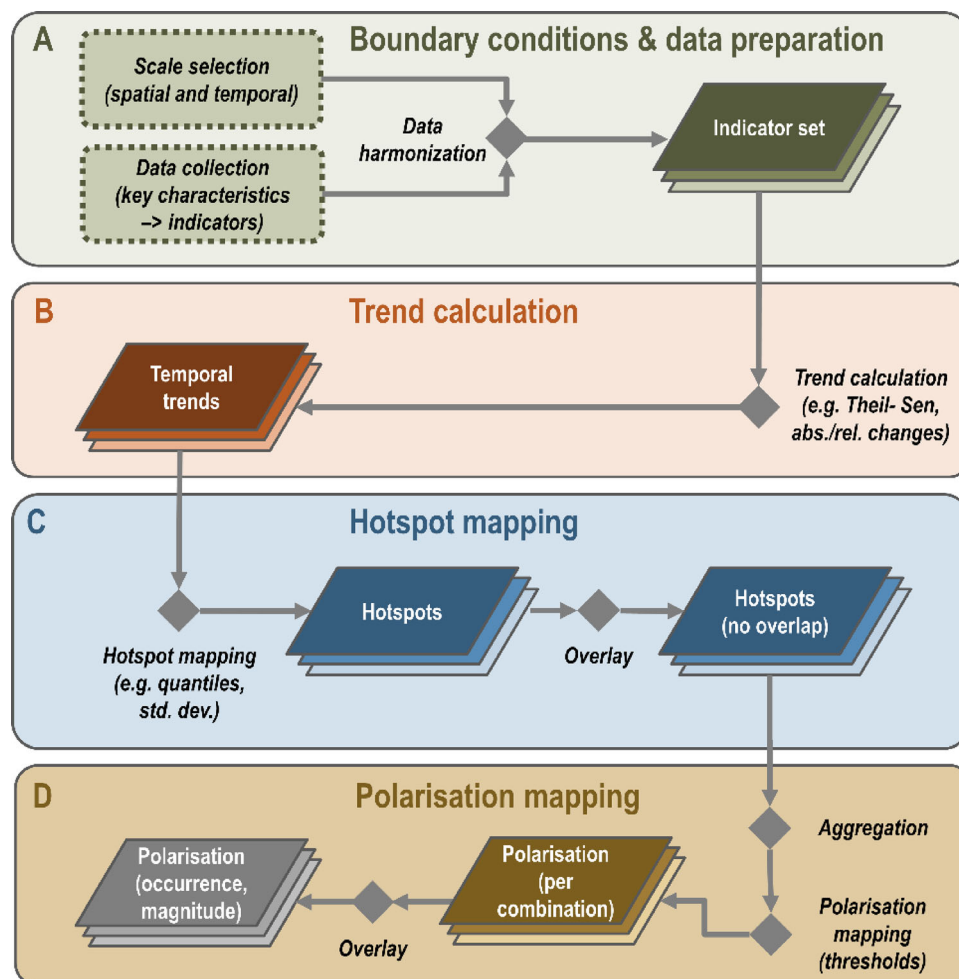 A
Boundary conditions & data preparation
Scale selection
(spatial and temporal)
Data
harmonization
Indicator set
Data collection
(key characteristics
–> indicators)
B
Trend calculation
Temporal
trends
Trend calculation
(e.g. Theil- Sen,
abs./rel. changes)
C
Hotspot mapping
Hotspots
Hotspots
(no overlap)
Hotspot mapping
(e.g. quantiles,
std. dev.)
Overlay
D
Polarisation mapping
Aggregation
Polarisation
(occurrence,
magnitude)
Polarisation
(per
combination)
Overlay
Polarisation
mapping
(thresholds)